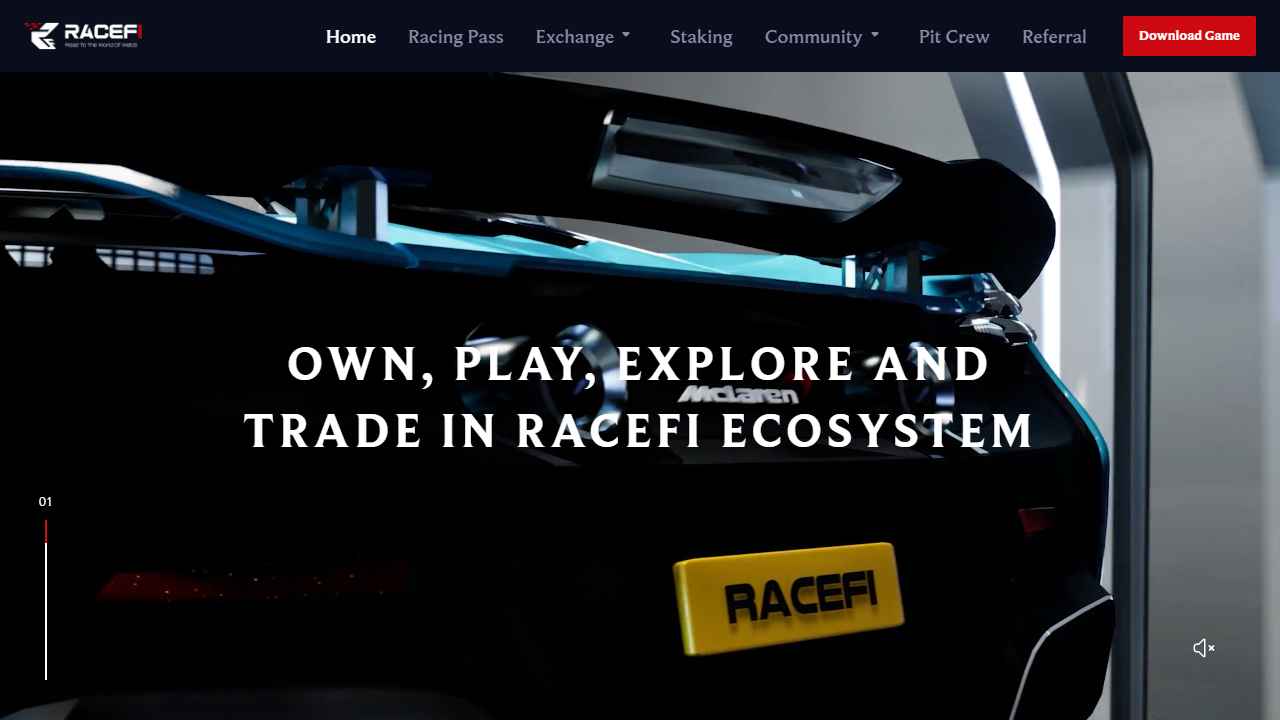 RACEFI
Road To The World Of Meta
Home
Racing Pass
Exchange
Staking
Community
Pit Crew
Referral
Download Game
OWN, PLAY, EXPLORE AND
McLaren
TRADE IN RACEFI ECOSYSTEM
01
RACEFI